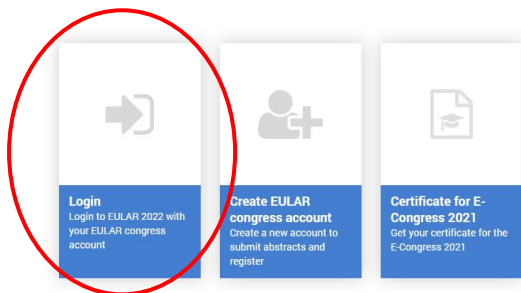 Login
Login to EULAR 2022 with
your EULAR congress
account
Create EULAR
congress account
Create a new account to
submit abstracts and
register
Certificate for E-
Congress 2021
Get your certificate for the
E-Congress 2021